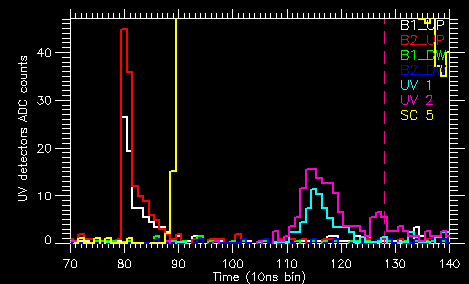 B1_UP
B2_UP
B1_DW
B2_DW
UV 1
UV 2
SC 5
UV detectors ADC counts
40
30
20
10
0
70 80 90 100 110 120 130 140
Time (10ns bin)